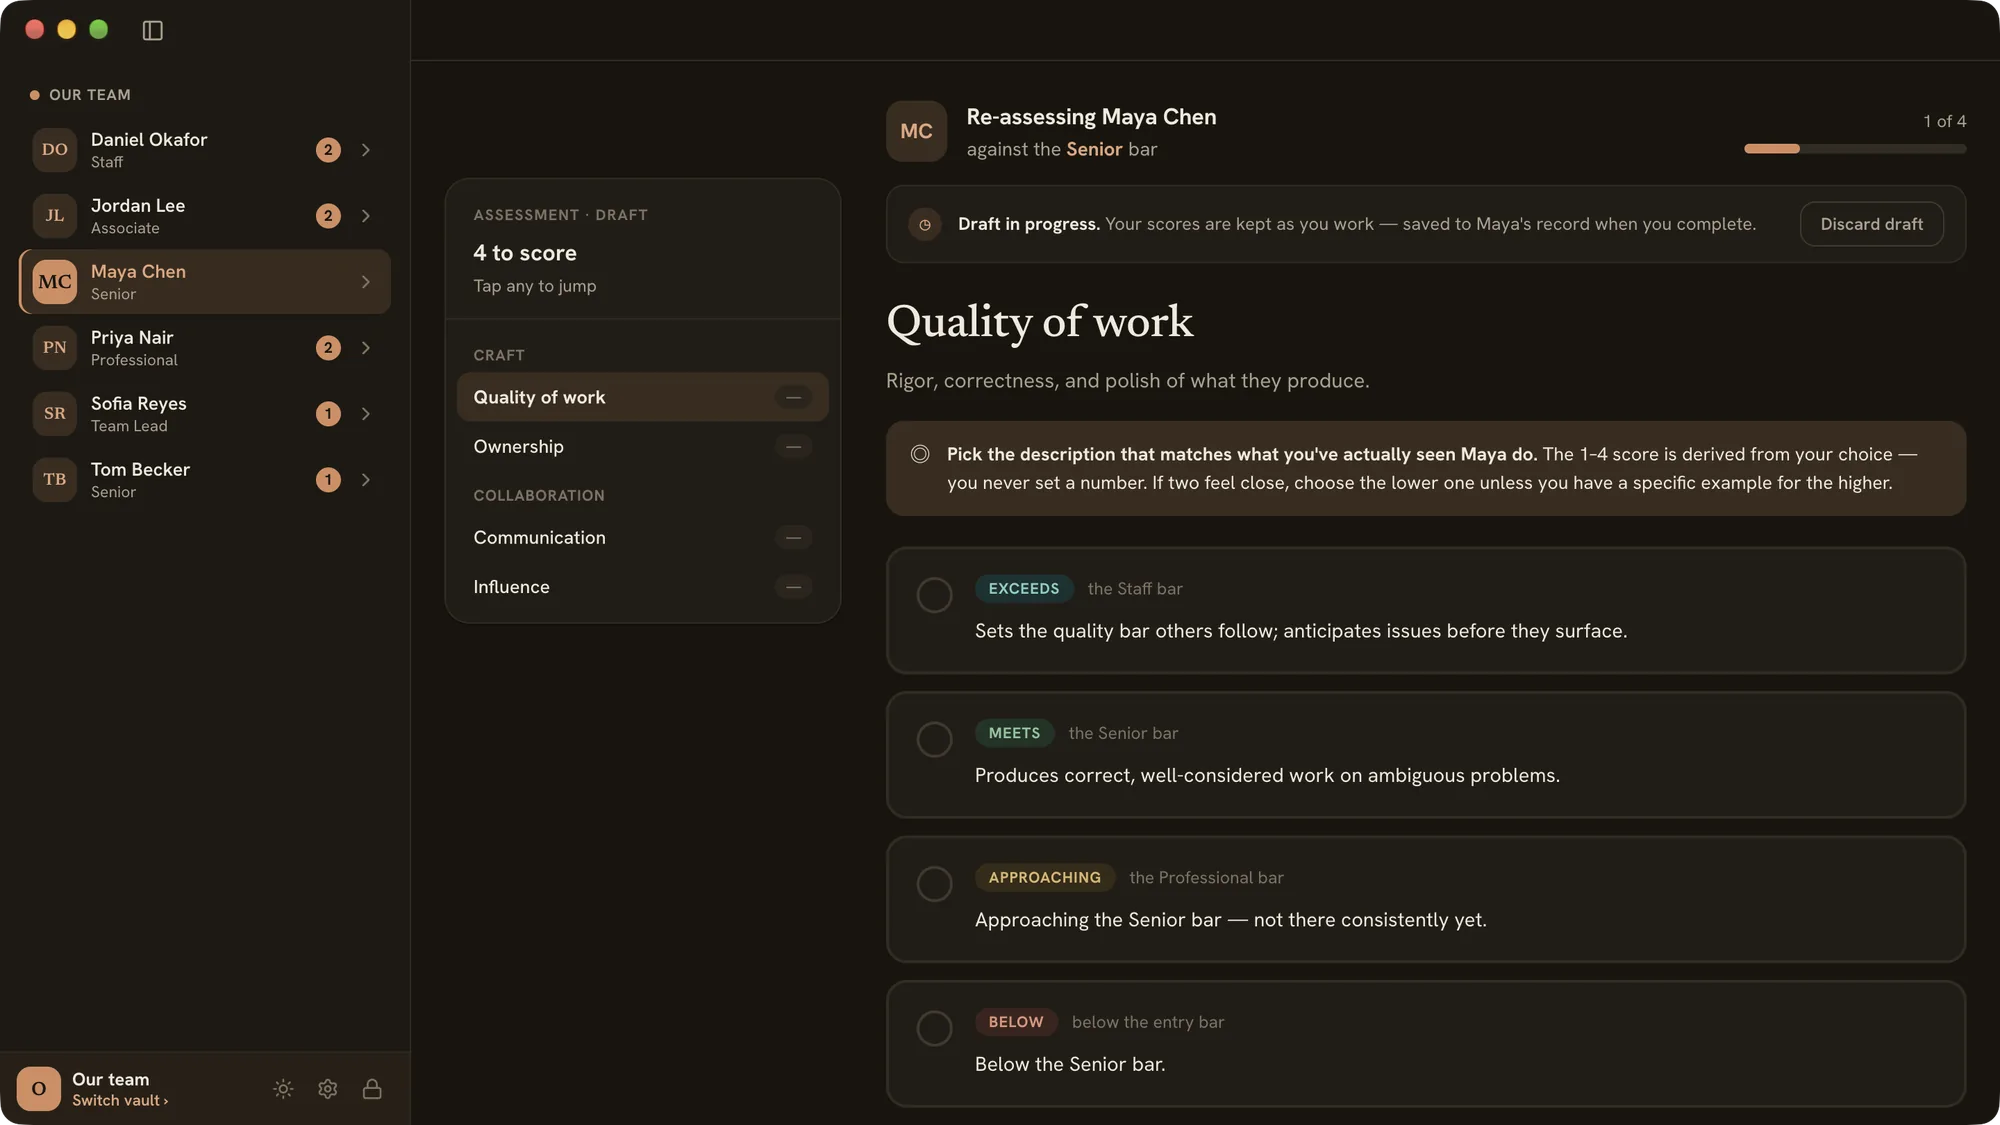 OUR TEAM
DO
Daniel Okafor
Staff
2
JL
Jordan Lee
Associate
2
MC
Maya Chen
Senior
PN
Priya Nair
Professional
2
SR
Sofia Reyes
Team Lead
1
TB
Tom Becker
Senior
1
O
Our team
Switch vault ›
ASSESSMENT · DRAFT
4 to score
Tap any to jump
CRAFT
Quality of work —
Ownership —
COLLABORATION
Communication —
Influence —
MC
Re-assessing Maya Chen
against the Senior bar
1 of 4
Draft in progress. Your scores are kept as you work — saved to Maya's record when you complete.
Discard draft
Quality of work
Rigor, correctness, and polish of what they produce.
Pick the description that matches what you've actually seen Maya do. The 1–4 score is derived from your choice —
you never set a number. If two feel close, choose the lower one unless you have a specific example for the higher.
EXCEEDS the Staff bar
Sets the quality bar others follow; anticipates issues before they surface.
MEETS the Senior bar
Produces correct, well-considered work on ambiguous problems.
APPROACHING the Professional bar
Approaching the Senior bar — not there consistently yet.
BELOW below the entry bar
Below the Senior bar.